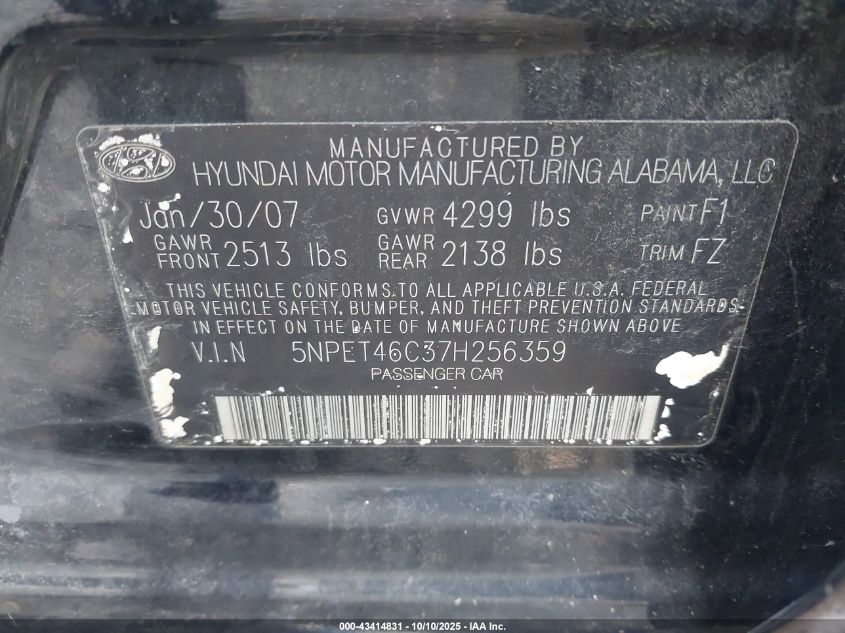 MANUFACTURED BY
HYUNDAI MOTOR MANUFACTURING ALABAMA, LLC
Jan/30/07 GVWR 4299 lbs PAINT F1
GAWR FRONT 2513 lbs GAWR REAR 2138 lbs TRIM FZ
THIS VEHICLE CONFORMS TO ALL APPLICABLE U.S.A. FEDERAL
MOTOR VEHICLE SAFETY, BUMPER, AND THEFT PREVENTION STANDARDS
IN EFFECT ON THE DATE OF MANUFACTURE SHOWN ABOVE
V.I.N 5NPET46C37H256359
PASSENGER CAR
000-43414831 - 10/10/2025 - IAA Inc.